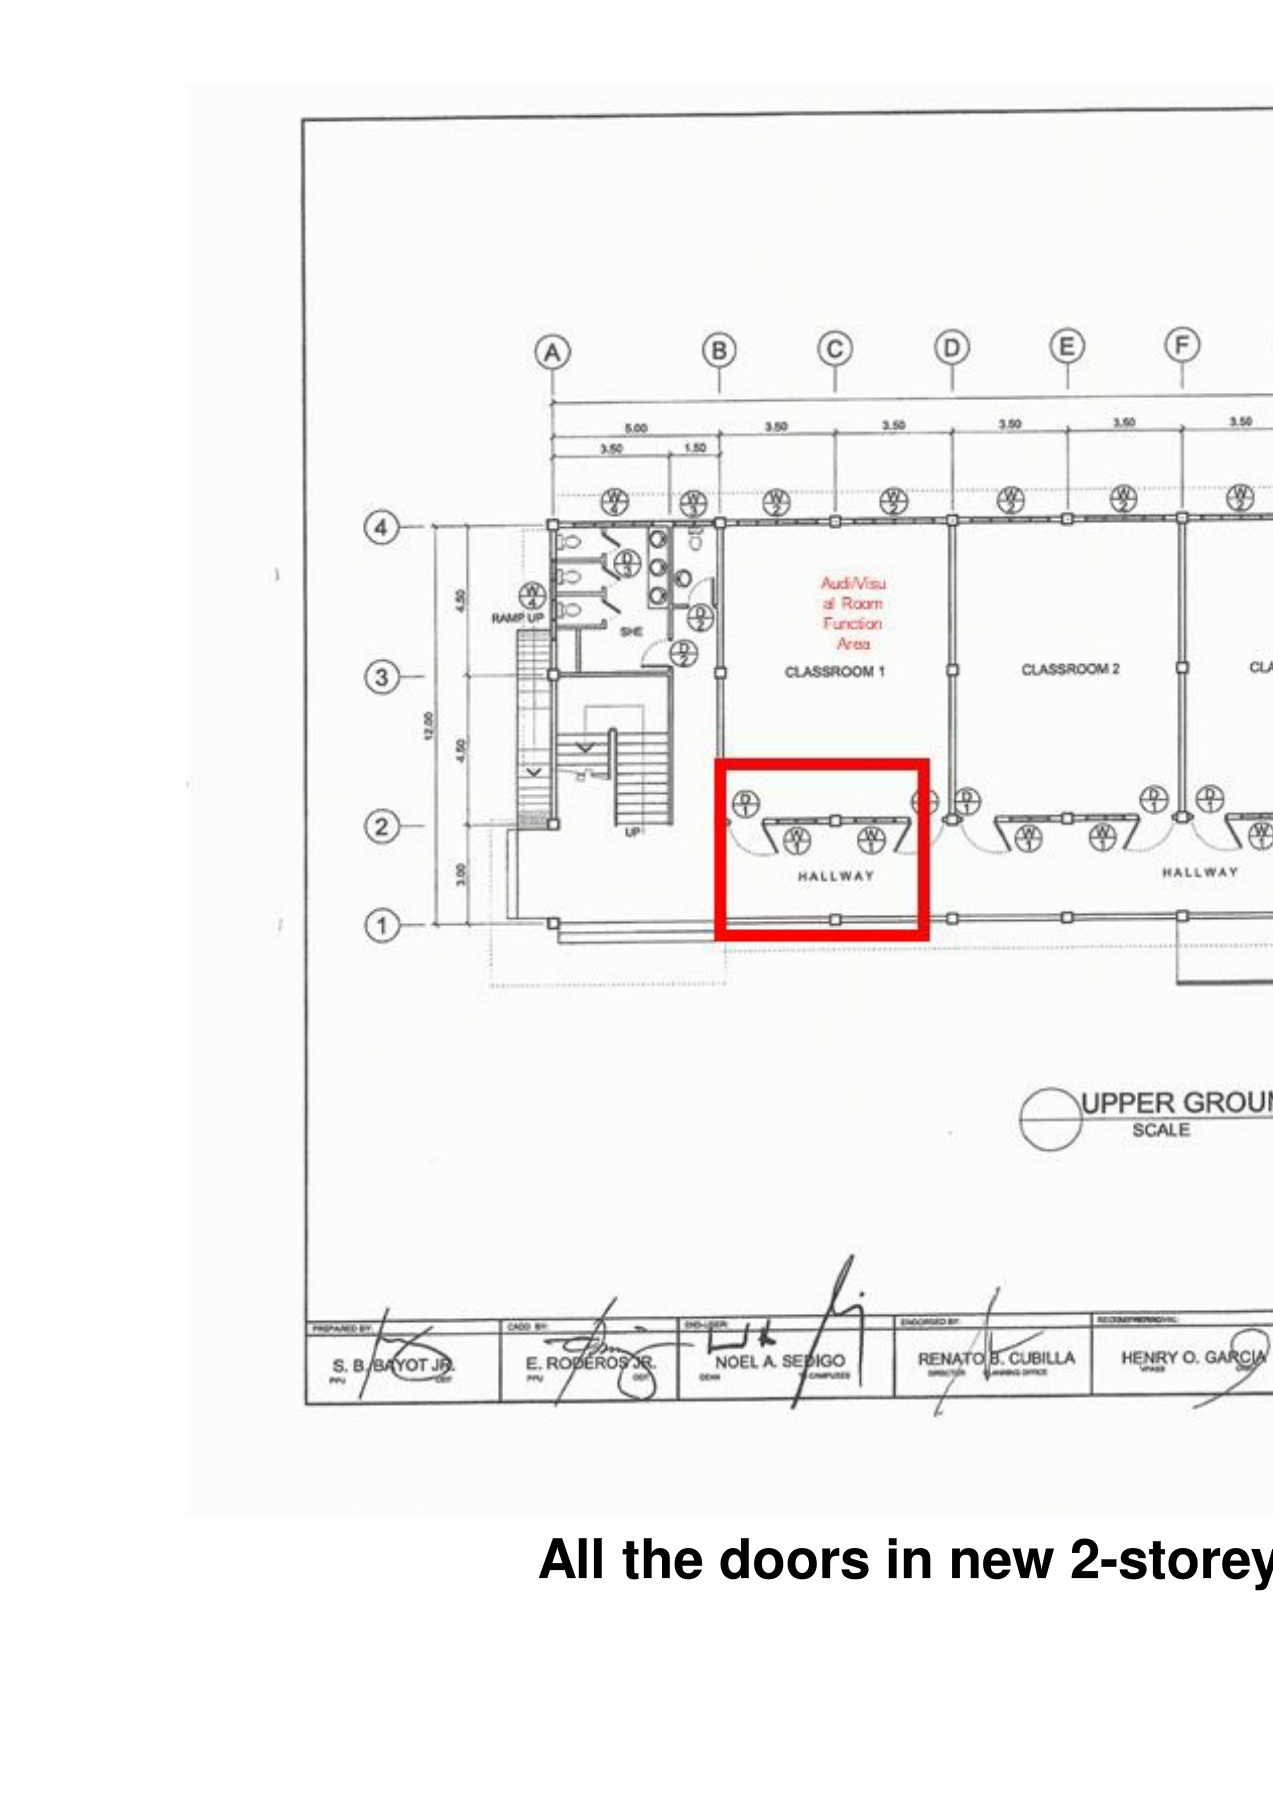 A B C D E F
5.00 3.50 3.50 3.50 3.50 3.50
3.50 1.50
W 4 W 3 W 2 W 2 W 2 W 2 W 2
4
D 3
Audi/Visu
al Room
Function
Area
W 4
RAMP UP
4.50
D 2
SHE
D 2
3
CLASSROOM 1 CLASSROOM 2 CLA
12.00
4.50
D 1 D 1 D 1 D 1
2
UP
W 1 W 1 W 1 W 1 W 1
3.00
HALLWAY HALLWAY
1
UPPER GROUN
SCALE
PREPARED BY: CADD BY: END-USER: ENDORSED BY:
S. B. BAYOT JR. E. RODEROS JR. NOEL A. SEDIGO RENATO B. CUBILLA HENRY O. GARCIA
PPU PPU DEAN CAMPUSES DIRECTOR PLANNING OFFICE
All the doors in new 2-storey